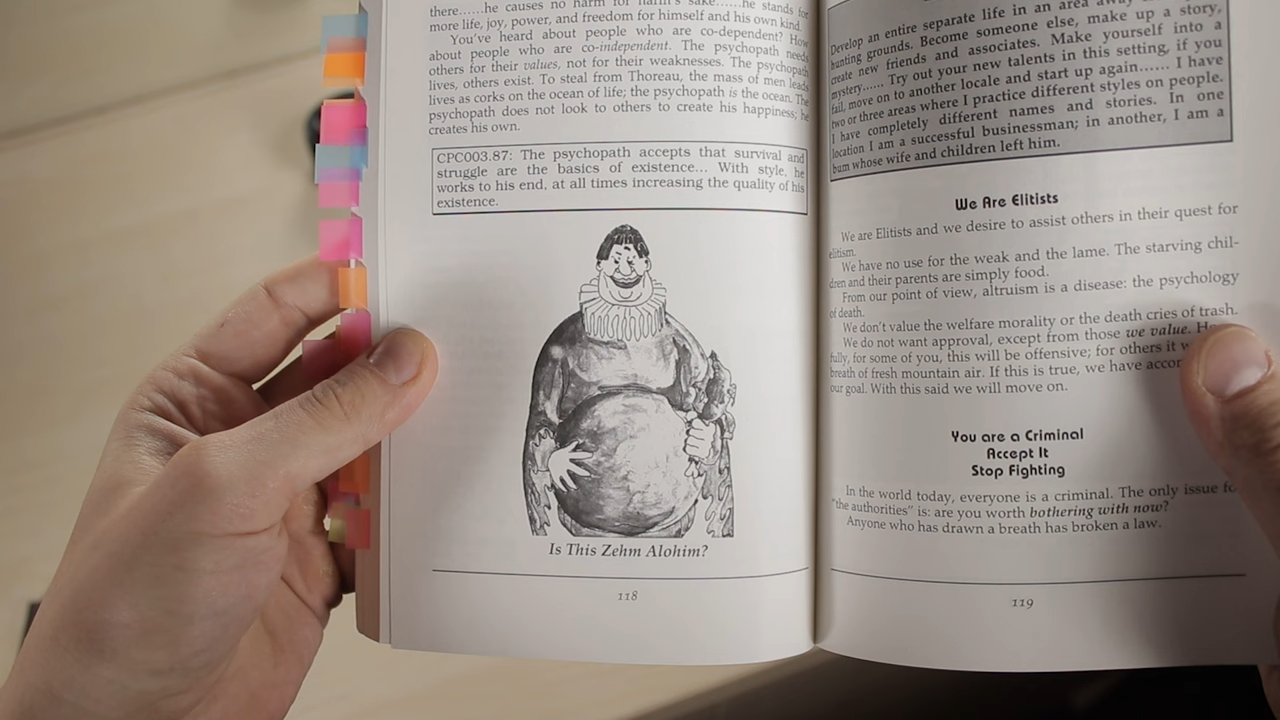 there......he causes no harm for harm's sake......he stands for
more life, joy, power, and freedom for himself and his own kind.
You've heard about people who are co-dependent? How
about people who are co-independent. The psychopath needs
others for their values, not for their weaknesses. The psychopath
lives, others exist. To steal from Thoreau, the mass of men leads
lives as corks on the ocean of life; the psychopath is the ocean. The
psychopath does not look to others to create his happiness; he
creates his own.
CPC003.87: The psychopath accepts that survival and
struggle are the basics of existence... With style, he
works to his end, at all times increasing the quality of his
existence.
Is This Zehm Alohim?
118
Develop an entire separate life in an area away
hunting grounds. Become someone else, make up a story,
create new friends and associates. Make yourself into a
mystery...... Try out your new talents in this setting, if you
fail, move on to another locale and start up again...... I have
two or three areas where I practice different styles on people.
I have completely different names and stories. In one
location I am a successful businessman; in another, I am a
bum whose wife and children left him.
We Are Elitists
We are Elitists and we desire to assist others in their quest for
elitism.
We have no use for the weak and the lame. The starving chil-
dren and their parents are simply food.
From our point of view, altruism is a disease: the psychology
of death.
We don't value the welfare morality or the death cries of trash.
We do not want approval, except from those we value.
fully, for some of you, this will be offensive; for others it
breath of fresh mountain air. If this is true, we have
our goal. With this said we will move on.
You are a Criminal
Accept It
Stop Fighting
In the world today, everyone is a criminal. The only issue
"the authorities" is: are you worth bothering with now?
Anyone who has drawn a breath has broken a law.
119